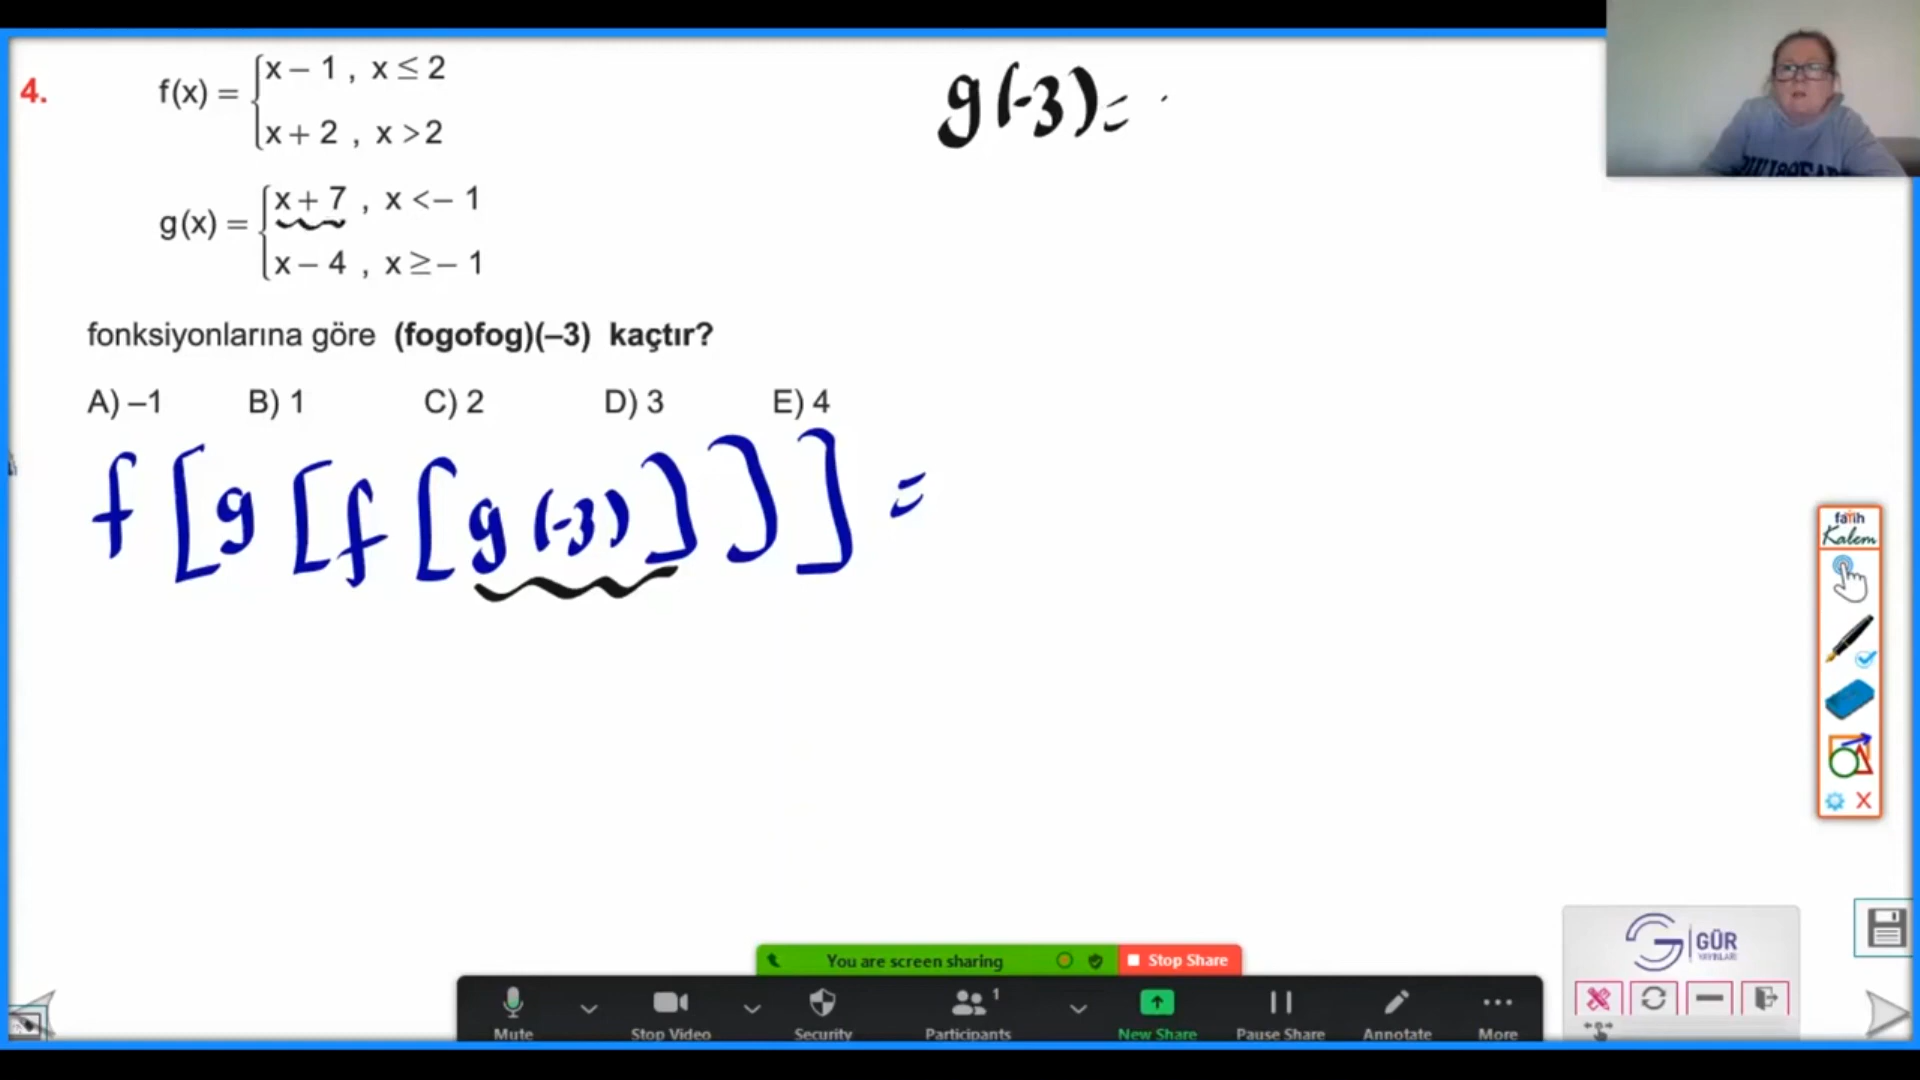 4.
f(x) = { x – 1 , x ≤ 2
x + 2 , x > 2
g(x) = { x + 7 , x < – 1
x – 4 , x ≥ – 1
fonksiyonlarına göre (fogofog)(–3) kaçtır?
A) –1 B) 1 C) 2 D) 3 E) 4
f[g[f[g(-3)]]] =
g(-3) =
fatih
Kalem
GÜR
YAYINLARI
You are screen sharing Stop Share
1
Mute Stop Video Security Participants New Share Pause Share Annotate More